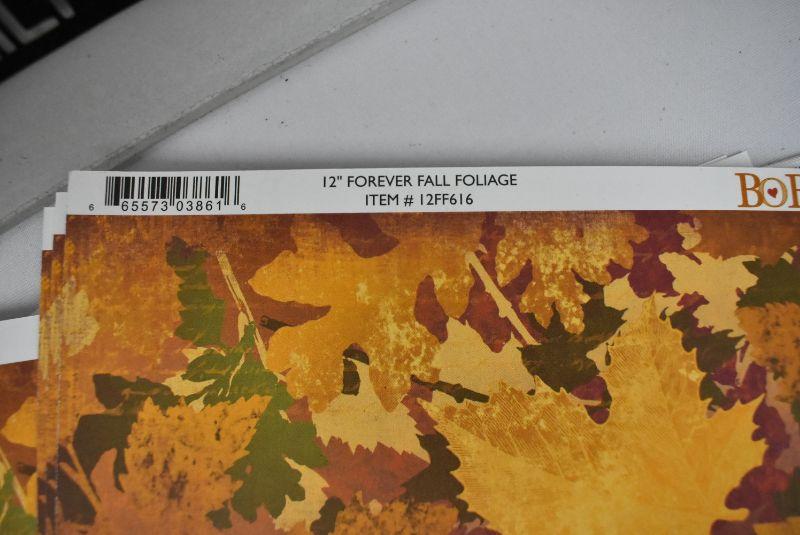 12" FOREVER FALL FOLIAGE
ITEM # 12FF616
6 65573 03861 6